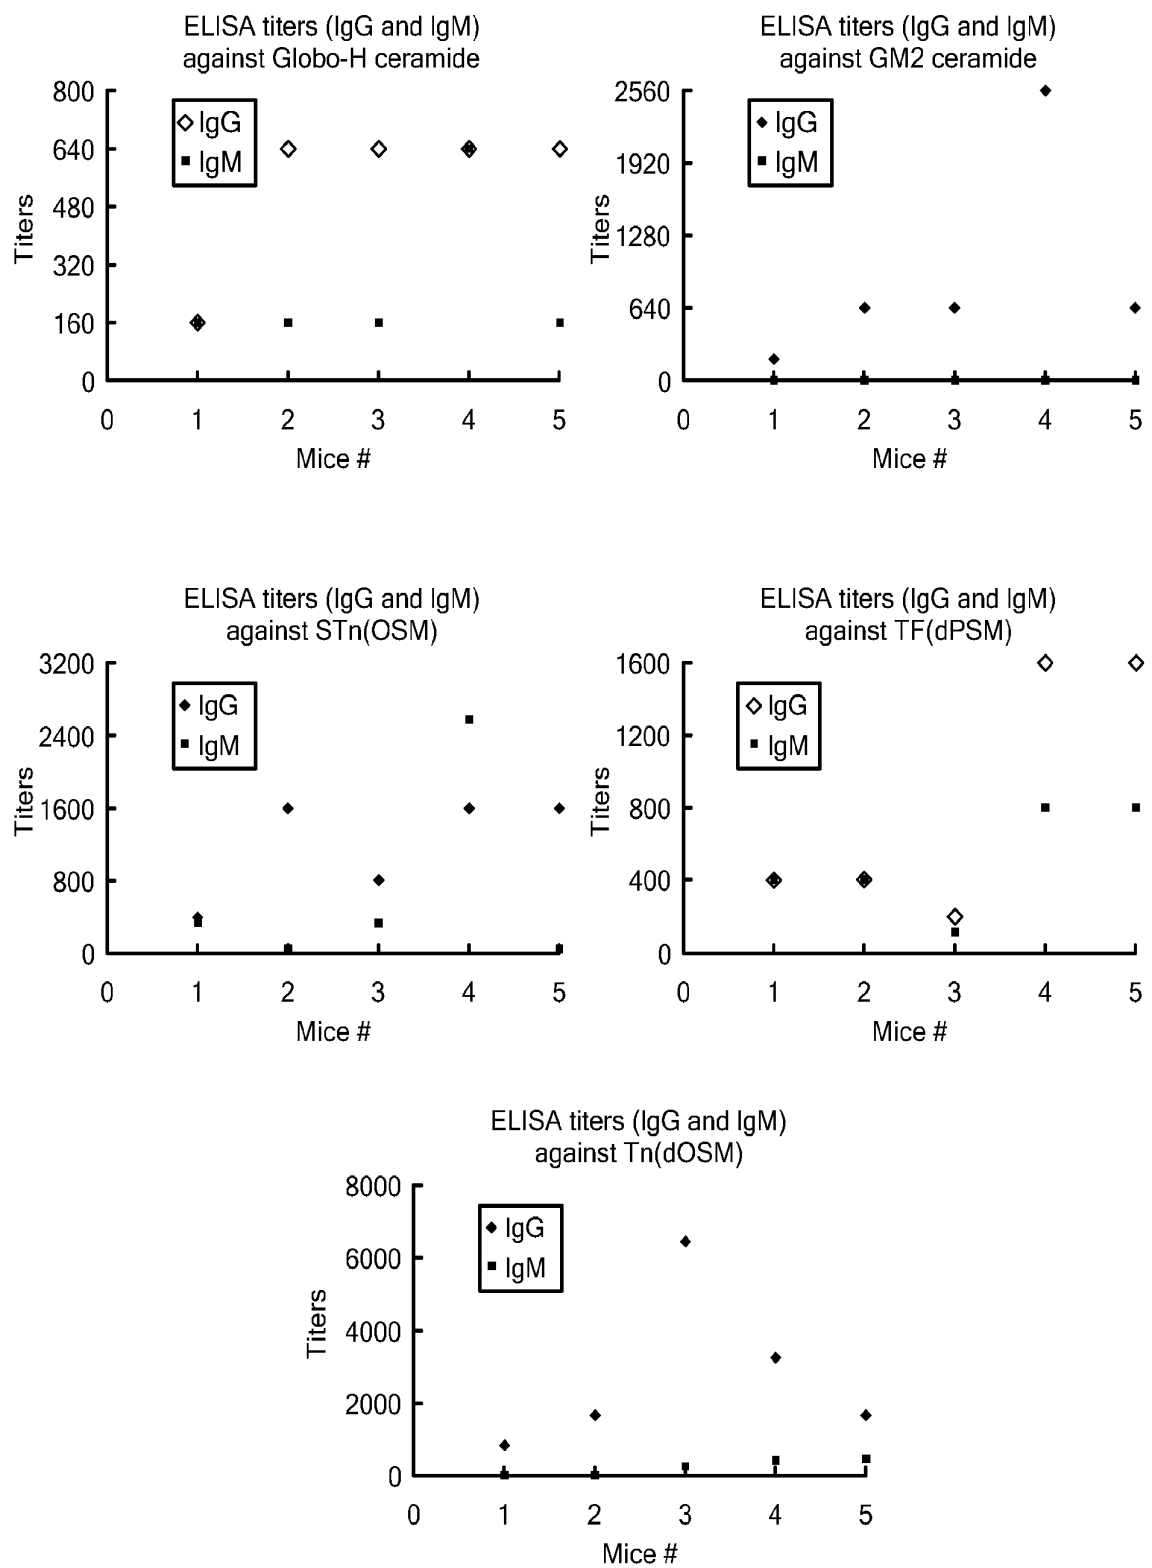 ELISA titers (IgG and IgM)
against Globo-H ceramide
800
640
480
320
160
0
Titers
IgG
IgM
0 1 2 3 4 5
Mice #
ELISA titers (IgG and IgM)
against GM2 ceramide
2560
1920
1280
640
0
Titers
IgG
IgM
0 1 2 3 4 5
Mice #
ELISA titers (IgG and IgM)
against STn(OSM)
3200
2400
1600
800
0
Titers
IgG
IgM
0 1 2 3 4 5
Mice #
ELISA titers (IgG and IgM)
against TF(dPSM)
1600
1200
800
400
0
Titers
IgG
IgM
0 1 2 3 4 5
Mice #
ELISA titers (IgG and IgM)
against Tn(dOSM)
8000
6000
4000
2000
0
Titers
IgG
IgM
0 1 2 3 4 5
Mice #